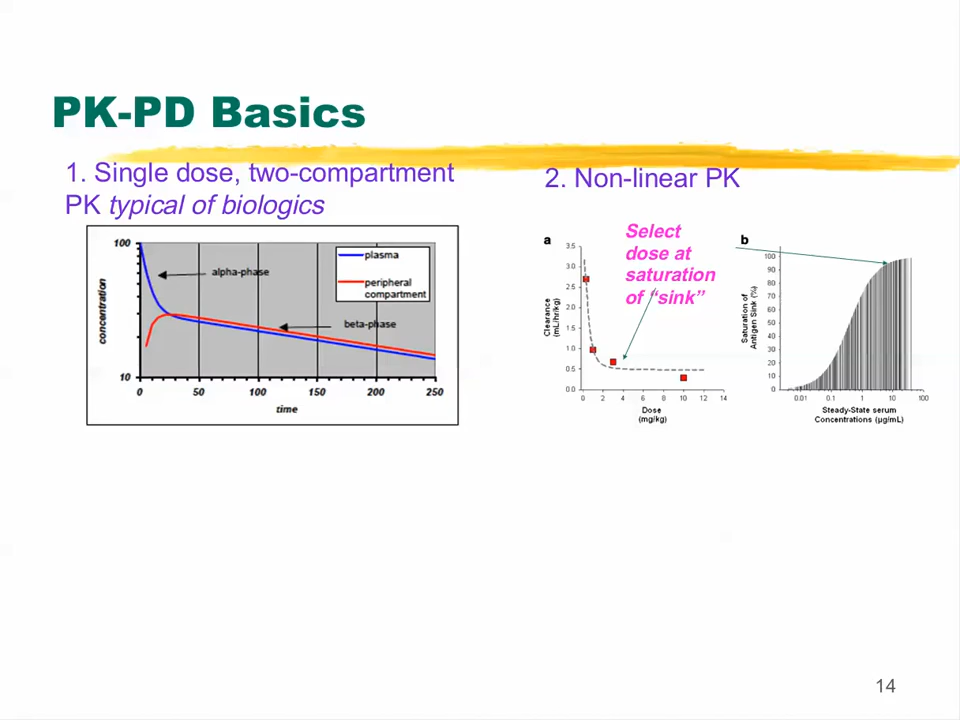 PK-PD Basics
1. Single dose, two-compartment
PK typical of biologics
2. Non-linear PK
100
10
concentration
alpha-phase
beta-phase
plasma
peripheral
compartment
0
50
100
150
200
250
time
a
Select
dose at
saturation
of “sink”
3.5
3.0
2.5
2.0
1.5
1.0
0.5
0.0
Clearance
(mL/hr/kg)
0 2 4 6 8 10 12 14
Dose
(mg/kg)
b
100
90
80
70
60
50
40
30
20
10
0
Saturation of
Antigen Sink (%)
0.01 0.1 1 10 100
Steady-State serum
Concentrations (µg/mL)
14